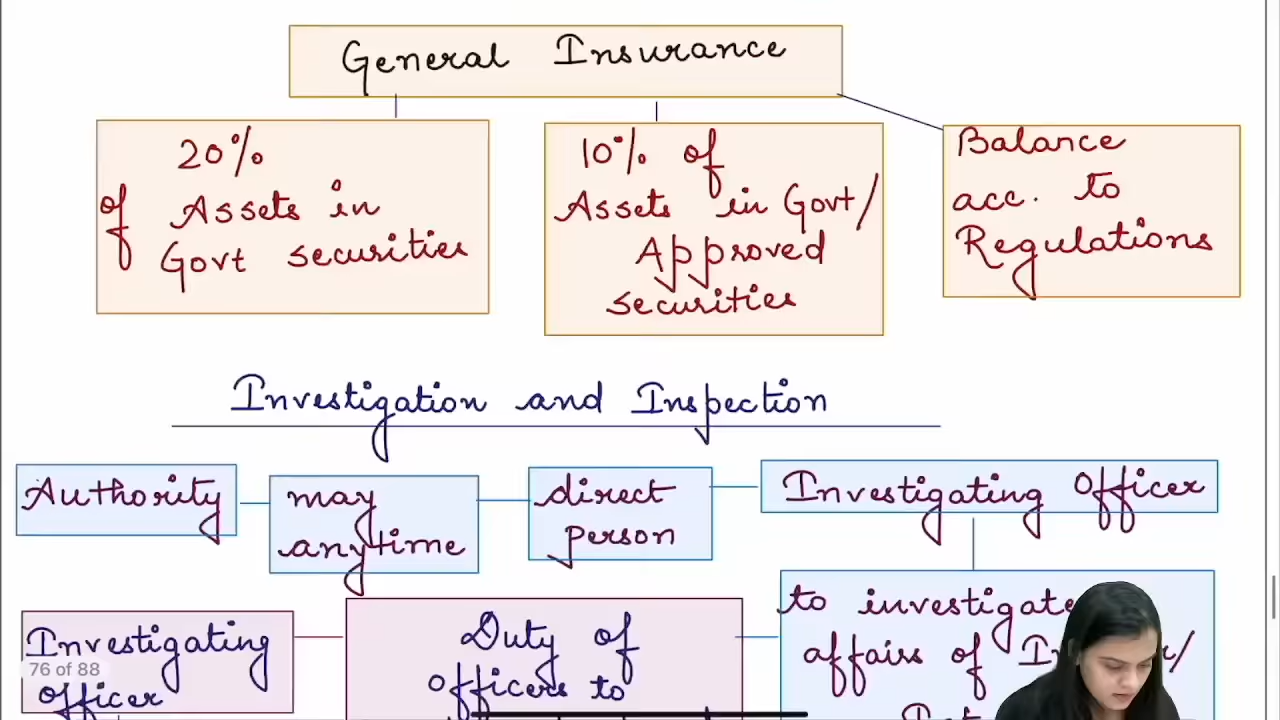 General Insurance
20%
of Assets in
Govt securities
10% of
Assets in Govt/
Approved
securities
Balance
acc. to
Regulations
Investigation and Inspection
Authority
may
anytime
direct
person
Investigating Officer
to investigate
affairs of
Investigating
officer
Duty of
officers to
76 of 88